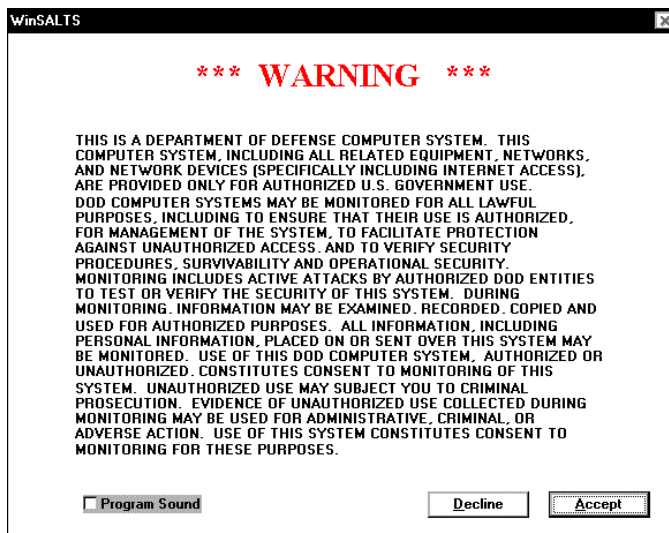 WinSALTS
*** WARNING ***
THIS IS A DEPARTMENT OF DEFENSE COMPUTER SYSTEM. THIS
COMPUTER SYSTEM, INCLUDING ALL RELATED EQUIPMENT, NETWORKS,
AND NETWORK DEVICES (SPECIFICALLY INCLUDING INTERNET ACCESS),
ARE PROVIDED ONLY FOR AUTHORIZED U.S. GOVERNMENT USE.
DOD COMPUTER SYSTEMS MAY BE MONITORED FOR ALL LAWFUL
PURPOSES, INCLUDING TO ENSURE THAT THEIR USE IS AUTHORIZED,
FOR MANAGEMENT OF THE SYSTEM, TO FACILITATE PROTECTION
AGAINST UNAUTHORIZED ACCESS. AND TO VERIFY SECURITY
PROCEDURES, SURVIVABILITY AND OPERATIONAL SECURITY.
MONITORING INCLUDES ACTIVE ATTACKS BY AUTHORIZED DOD ENTITIES
TO TEST OR VERIFY THE SECURITY OF THIS SYSTEM. DURING
MONITORING. INFORMATION MAY BE EXAMINED. RECORDED. COPIED AND
USED FOR AUTHORIZED PURPOSES. ALL INFORMATION, INCLUDING
PERSONAL INFORMATION, PLACED ON OR SENT OVER THIS SYSTEM MAY
BE MONITORED. USE OF THIS DOD COMPUTER SYSTEM, AUTHORIZED OR
UNAUTHORIZED. CONSTITUTES CONSENT TO MONITORING OF THIS
SYSTEM. UNAUTHORIZED USE MAY SUBJECT YOU TO CRIMINAL
PROSECUTION. EVIDENCE OF UNAUTHORIZED USE COLLECTED DURING
MONITORING MAY BE USED FOR ADMINISTRATIVE, CRIMINAL, OR
ADVERSE ACTION. USE OF THIS SYSTEM CONSTITUTES CONSENT TO
MONITORING FOR THESE PURPOSES.
Program Sound Decline Accept